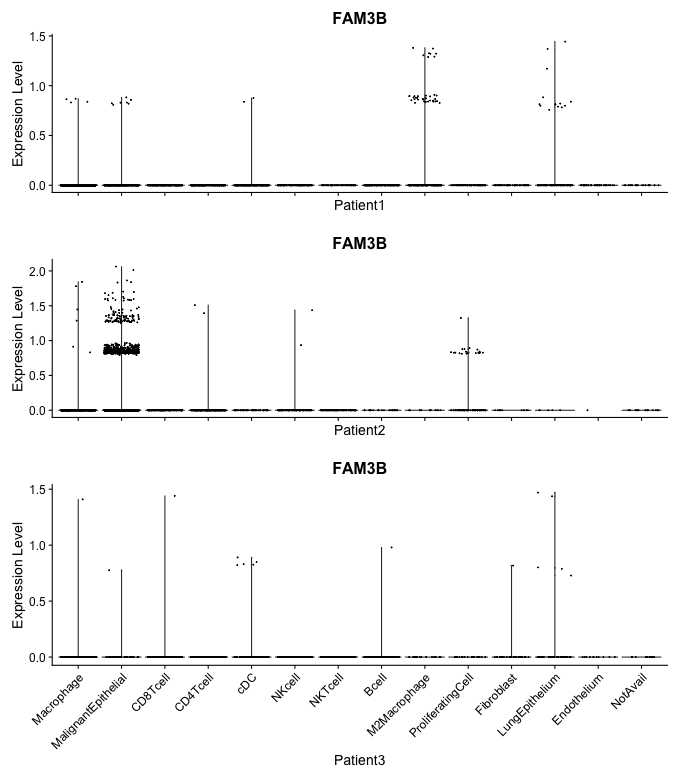 FAM3B
Expression Level
1.5
1.0
0.5
0.0
Patient1
FAM3B
Expression Level
2.0
1.5
1.0
0.5
0.0
Patient2
FAM3B
Expression Level
1.5
1.0
0.5
0.0
Macrophage
MalignantEpithelial
CD8Tcell
CD4Tcell
cDC
NKcell
NKTcell
Bcell
M2Macrophage
ProliferatingCell
Fibroblast
LungEpithelium
Endothelium
NotAvail
Patient3